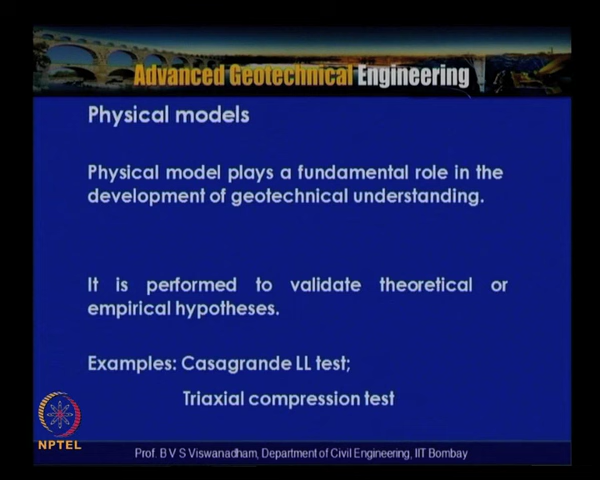 Advanced Geotechnical Engineering
Physical models
Physical model plays a fundamental role in the
development of geotechnical understanding.
It is performed to validate theoretical or
empirical hypotheses.
Examples: Casagrande LL test;
Triaxial compression test
NPTEL
Prof. B V S Viswanadham, Department of Civil Engineering, IIT Bombay